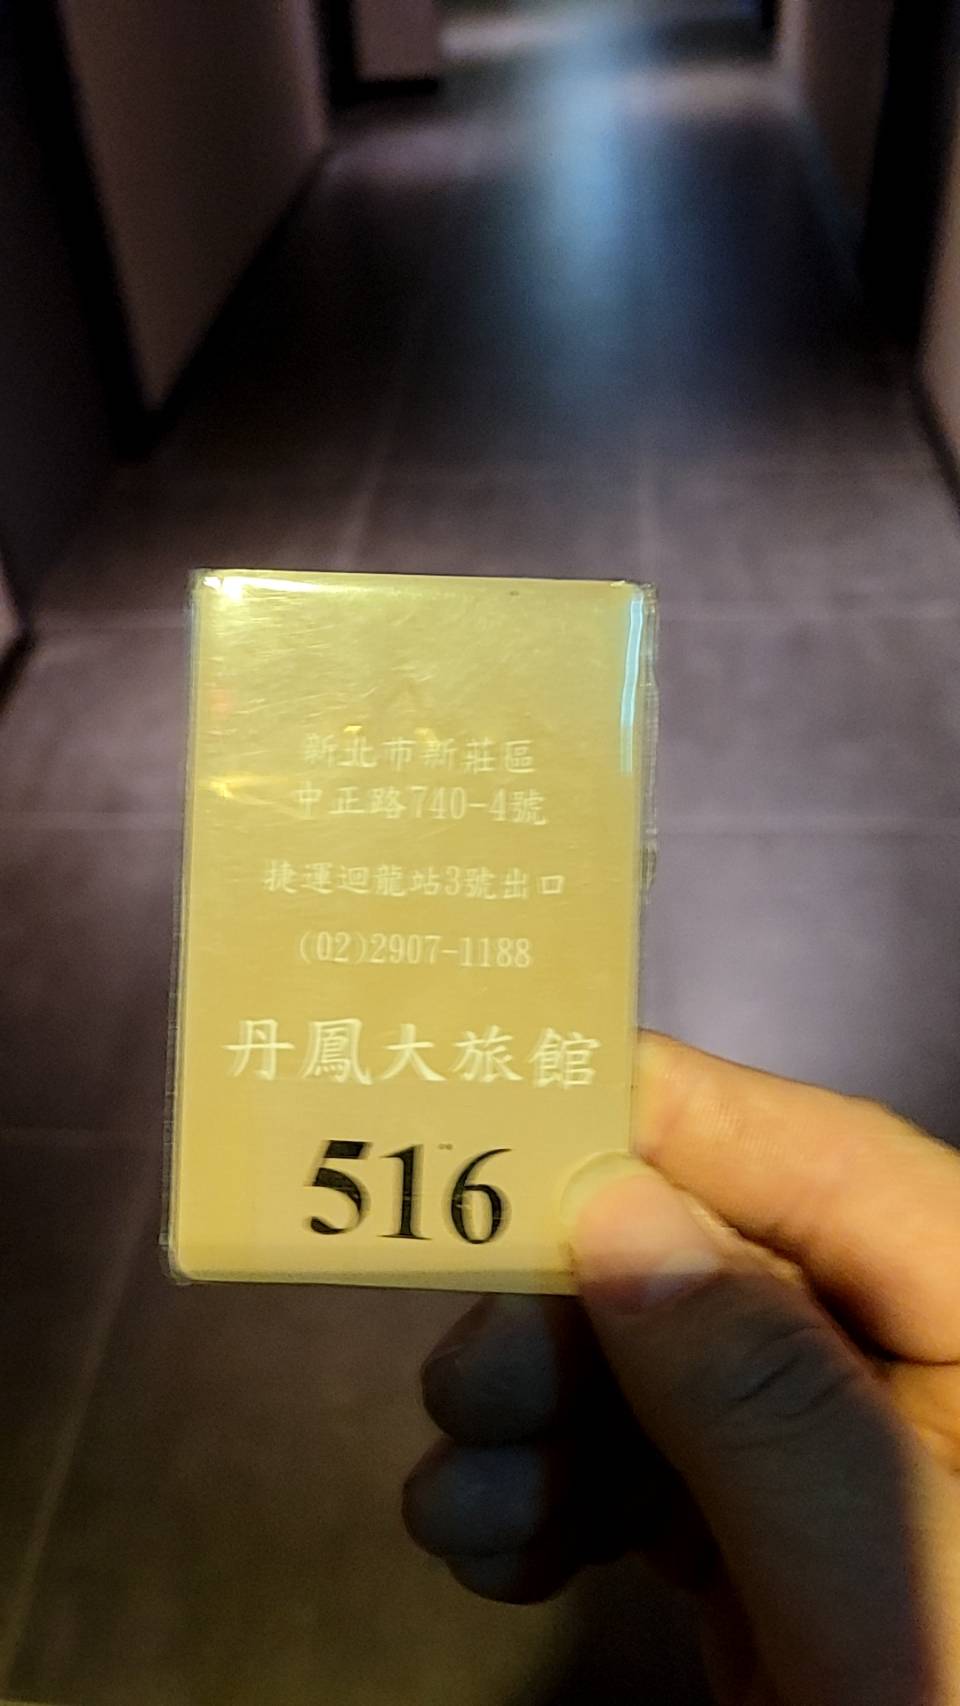 新北市新莊區
中正路740-4號
捷運迴龍站3號出口
(02)2907-1188
丹鳳大旅館
516